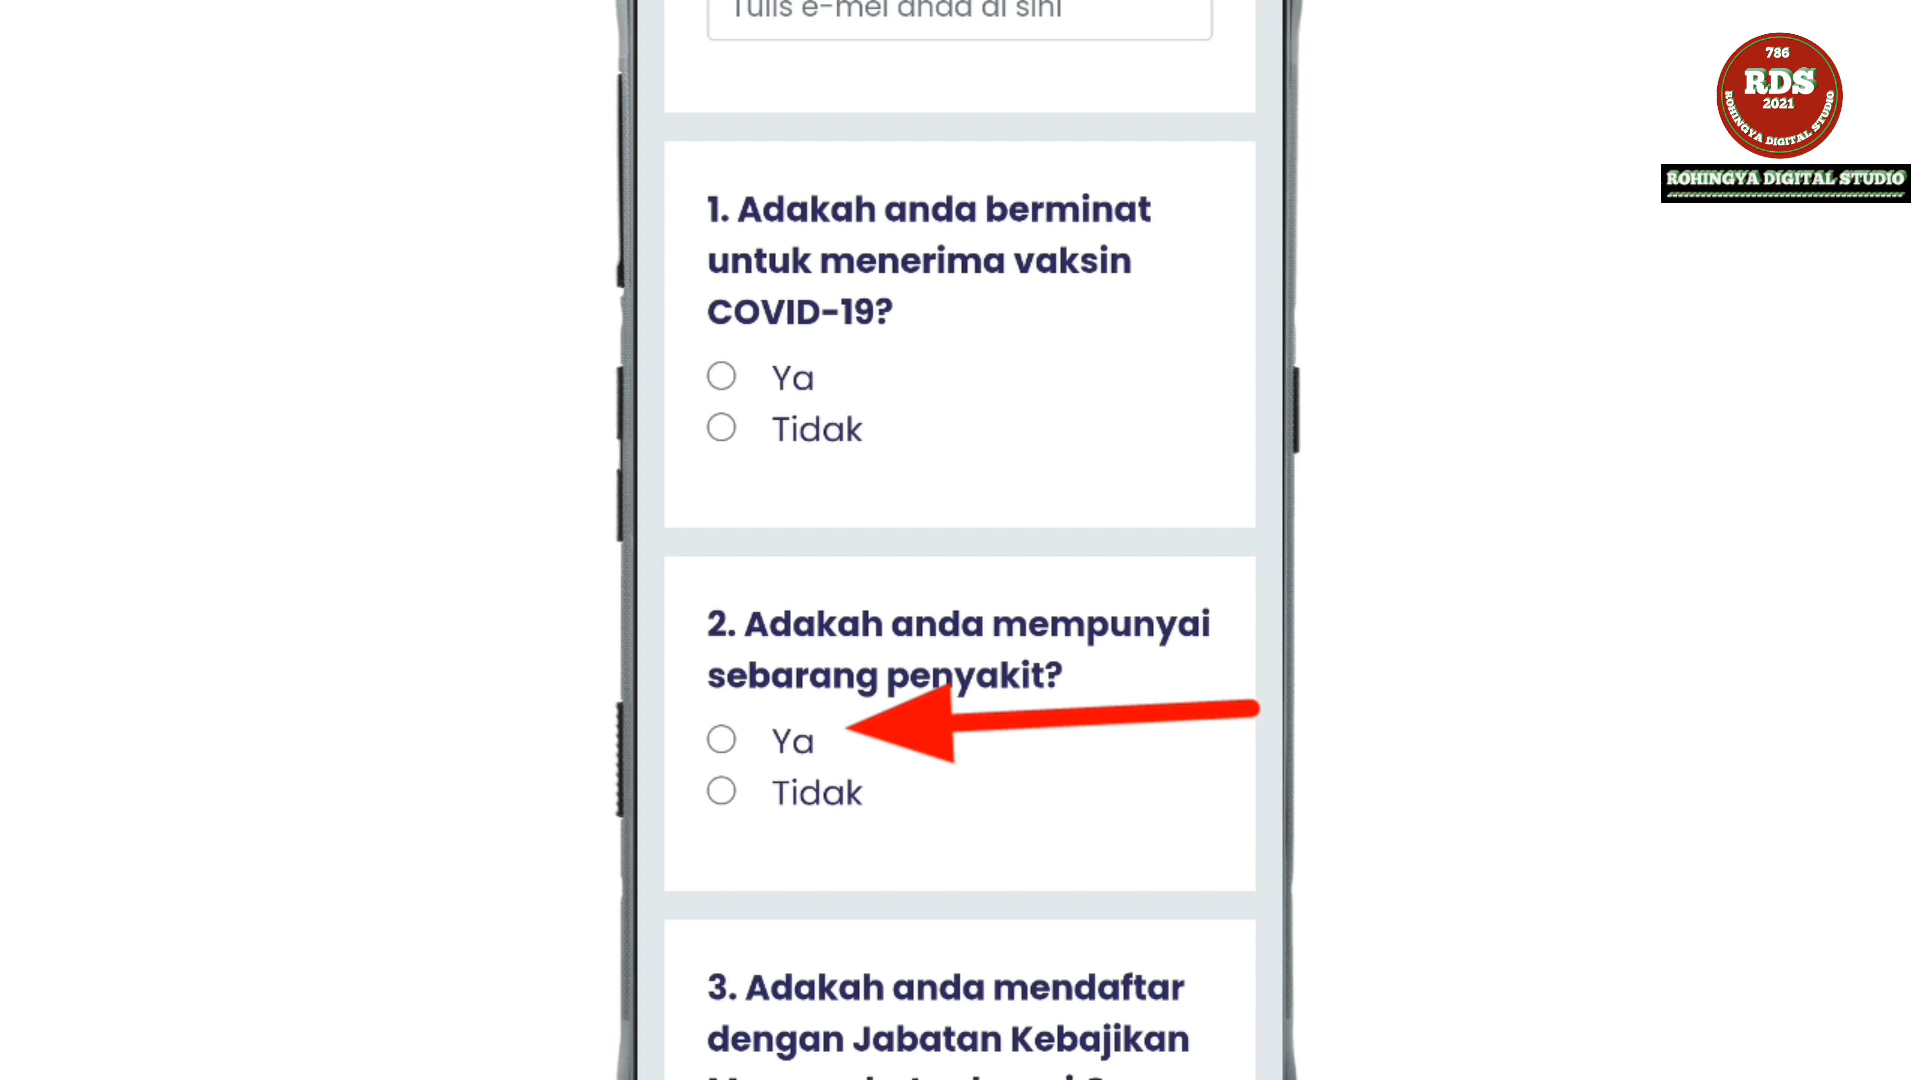 Tulis e-mel anda di sini
1. Adakah anda berminat
untuk menerima vaksin
COVID-19?
Ya
Tidak
2. Adakah anda mempunyai
sebarang penyakit?
Ya
Tidak
3. Adakah anda mendaftar
dengan Jabatan Kebajikan
786
RDS
2021
ROHINGYA DIGITAL STUDIO
ROHINGYA DIGITAL STUDIO